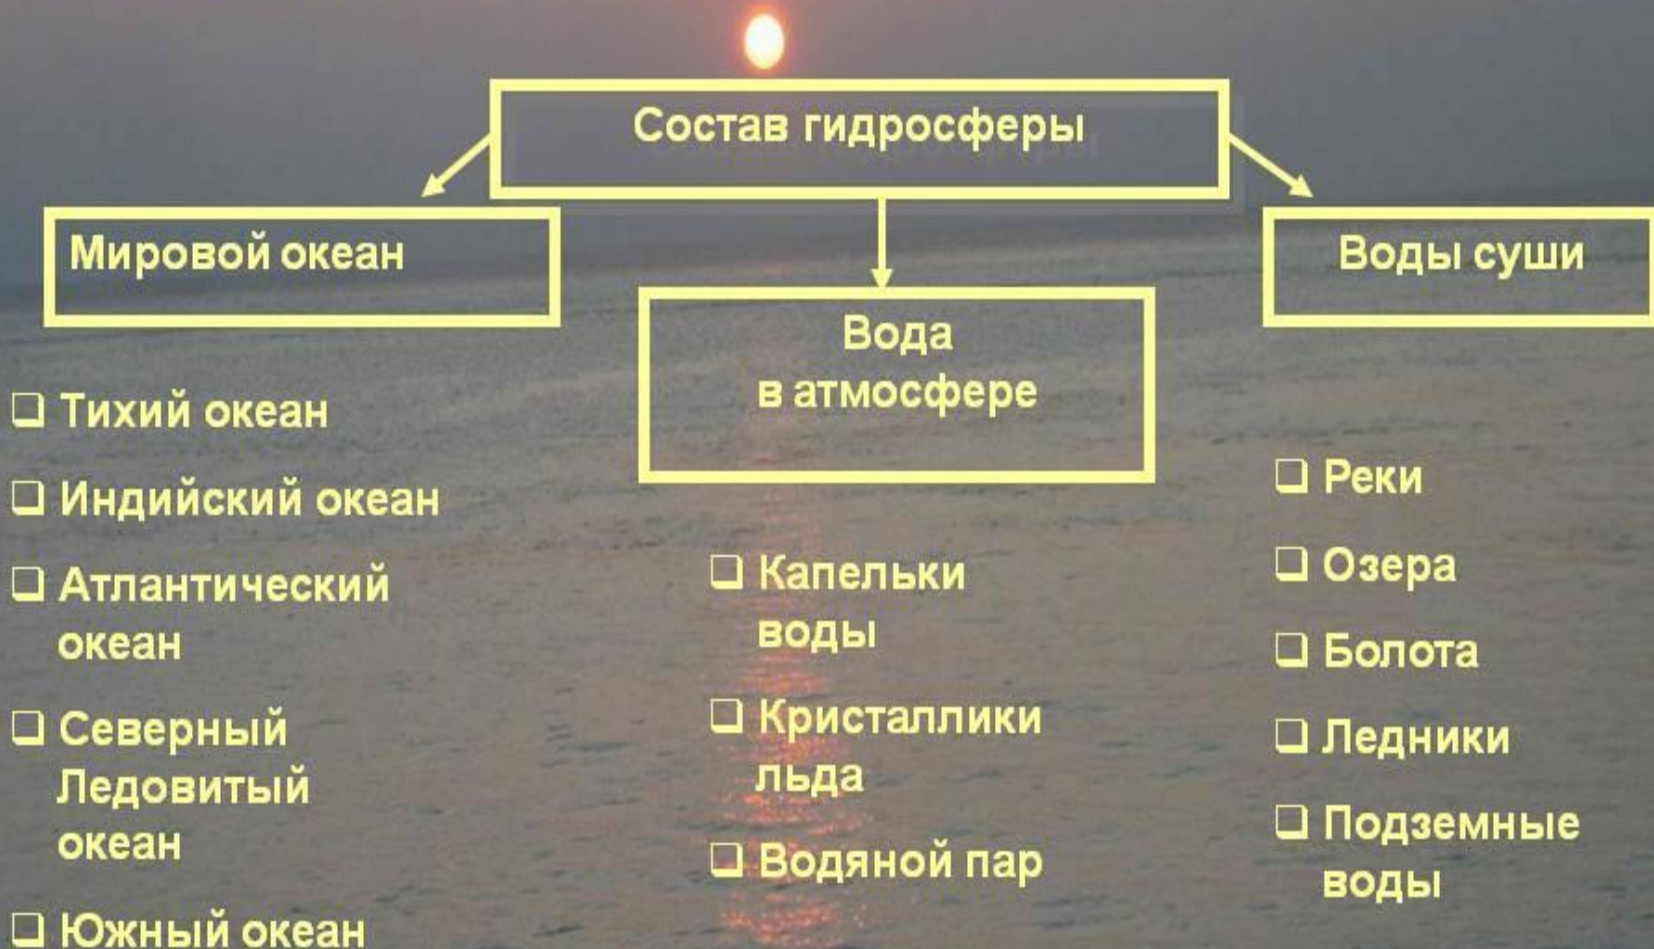 Состав гидросферы
Мировой океан
❑ Тихий океан
❑ Индийский океан
❑ Атлантический
океан
❑ Северный
Ледовитый
океан
❑ Южный океан
Вода
в атмосфере
❑ Капельки
воды
❑ Кристаллики
льда
❑ Водяной пар
Воды суши
❑ Реки
❑ Озера
❑ Болота
❑ Ледники
❑ Подземные
воды